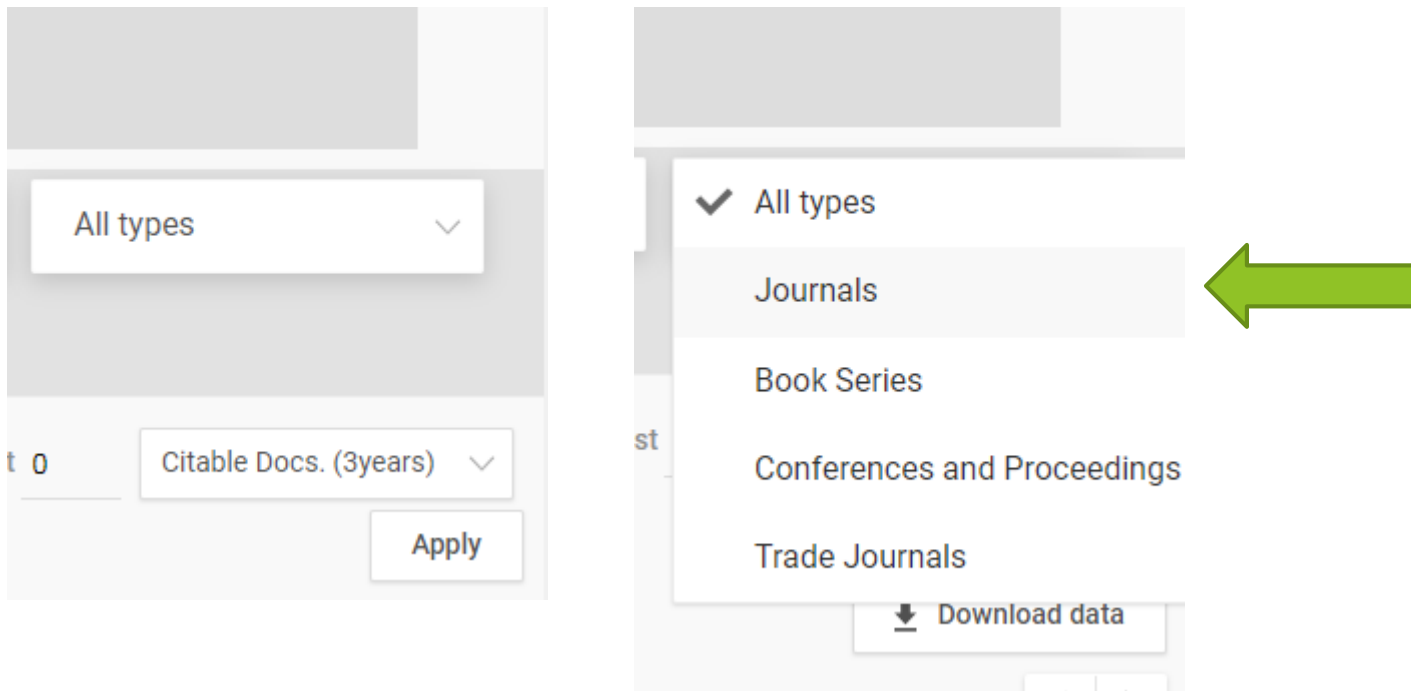 All types
t 0
Citable Docs. (3years)
Apply
All types
Journals
Book Series
st
Conferences and Proceedings
Trade Journals
Download data